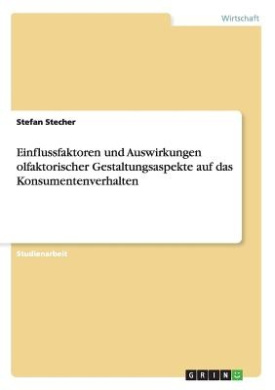 Wirtschaft
Stefan Stecher
Einflussfaktoren und Auswirkungen
olfaktorischer Gestaltungsaspekte auf das
Konsumentenverhalten
Studienarbeit
GRIN